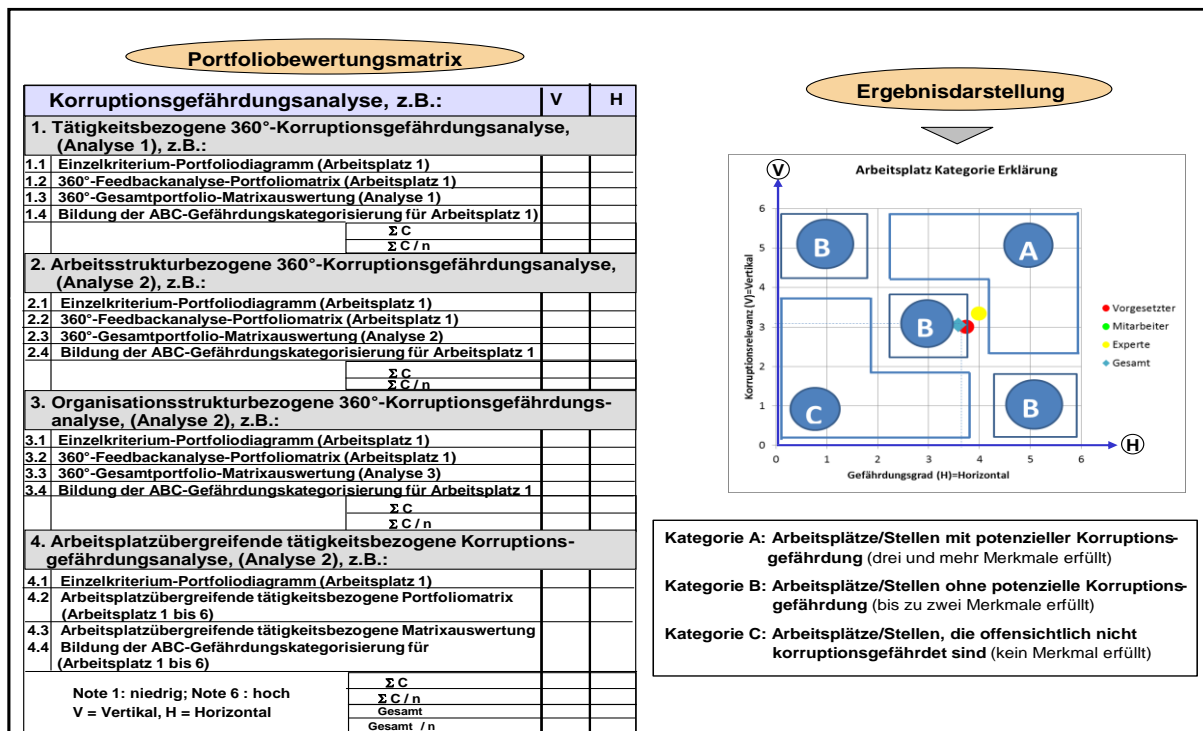 Portfoliobewertungsmatrix
Korruptionsgefährdungsanalyse, z.B.: V H
1. Tätigkeitsbezogene 360°-Korruptionsgefährdungsanalyse,
(Analyse 1), z.B.:
1.1 Einzelkriterium-Portfoliodiagramm (Arbeitsplatz 1)
1.2 360°-Feedbackanalyse-Portfoliomatrix (Arbeitsplatz 1)
1.3 360°-Gesamtportfolio-Matrixauswertung (Analyse 1)
1.4 Bildung der ABC-Gefährdungskategorisierung für Arbeitsplatz 1)
Σ C
Σ C / n
2. Arbeitsstrukturbezogene 360°-Korruptionsgefährdungsanalyse,
(Analyse 2), z.B.:
2.1 Einzelkriterium-Portfoliodiagramm (Arbeitsplatz 1)
2.2 360°-Feedbackanalyse-Portfoliomatrix (Arbeitsplatz 1)
2.3 360°-Gesamtportfolio-Matrixauswertung (Analyse 2)
2.4 Bildung der ABC-Gefährdungskategorisierung für Arbeitsplatz 1
Σ C
Σ C / n
3. Organisationsstrukturbezogene 360°-Korruptionsgefährdungs-
analyse, (Analyse 2), z.B.:
3.1 Einzelkriterium-Portfoliodiagramm (Arbeitsplatz 1)
3.2 360°-Feedbackanalyse-Portfoliomatrix (Arbeitsplatz 1)
3.3 360°-Gesamtportfolio-Matrixauswertung (Analyse 3)
3.4 Bildung der ABC-Gefährdungskategorisierung für Arbeitsplatz 1
Σ C
Σ C / n
4. Arbeitsplatzübergreifende tätigkeitsbezogene Korruptions-
gefährdungsanalyse, (Analyse 2), z.B.:
4.1 Einzelkriterium-Portfoliodiagramm (Arbeitsplatz 1)
4.2 Arbeitsplatzübergreifende tätigkeitsbezogene Portfoliomatrix
(Arbeitsplatz 1 bis 6)
4.3 Arbeitsplatzübergreifende tätigkeitsbezogene Matrixauswertung
4.4 Bildung der ABC-Gefährdungskategorisierung für
(Arbeitsplatz 1 bis 6)
Note 1: niedrig; Note 6 : hoch
V = Vertikal, H = Horizontal
Σ C
Σ C / n
Gesamt
Gesamt / n
Ergebnisdarstellung
V
Arbeitsplatz Kategorie Erklärung
Korruptionsrelevanz (V)=Vertikal
6
5
4
3
2
1
0
B
A
B
C
B
Vorgesetzter
Mitarbeiter
Experte
Gesamt
0 1 2 3 4 5 6
H
Gefährdungsgrad (H)=Horizontal
Kategorie A: Arbeitsplätze/Stellen mit potenzieller Korruptions-
gefährdung (drei und mehr Merkmale erfüllt)
Kategorie B: Arbeitsplätze/Stellen ohne potenzielle Korruptions-
gefährdung (bis zu zwei Merkmale erfüllt)
Kategorie C: Arbeitsplätze/Stellen, die offensichtlich nicht
korruptionsgefährdet sind (kein Merkmal erfüllt)